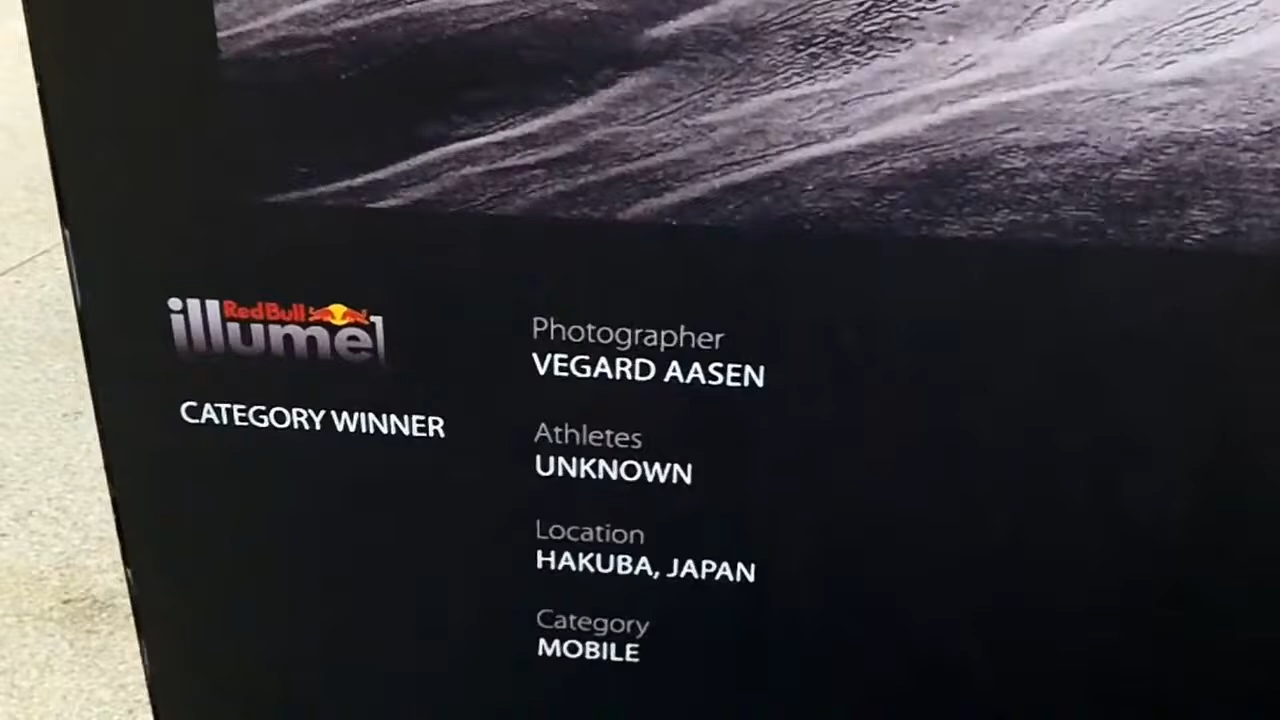 Red Bull
illume
CATEGORY WINNER
Photographer
VEGARD AASEN
Athletes
UNKNOWN
Location
HAKUBA, JAPAN
Category
MOBILE